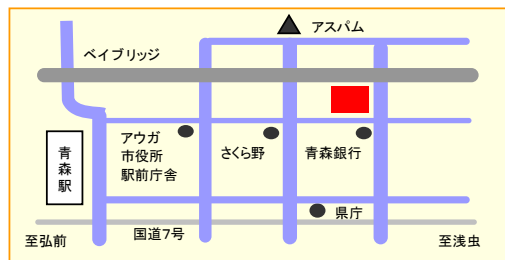 アスパム
ベイブリッジ
青森駅
アウガ
市役所
駅前庁舎
さくら野
青森銀行
県庁
国道7号
至弘前
至浅虫